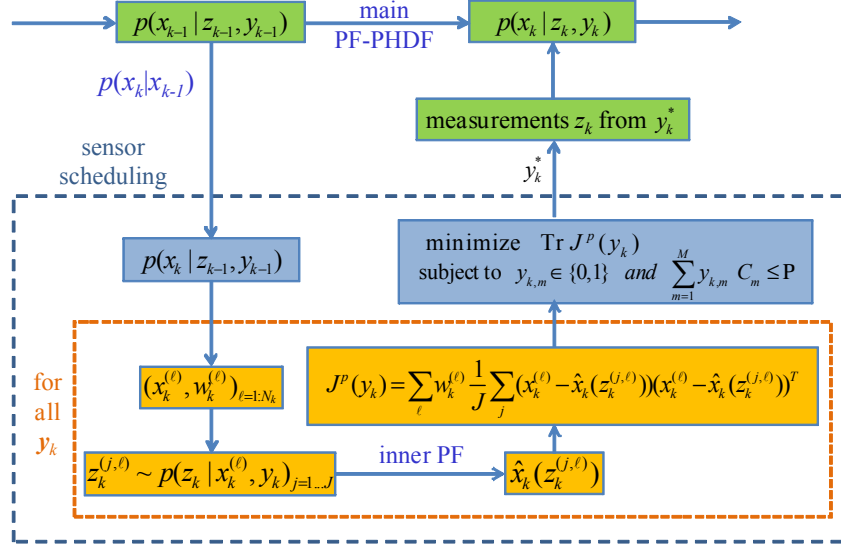 p(x_{k-1} | z_{k-1}, y_{k-1})
main
PF-PHDF
p(x_k | z_k, y_k)
p(x_k|x_{k-1})
measurements z_k from y_k^*
sensor
scheduling
y_k^*
p(x_k | z_{k-1}, y_{k-1})
minimize Tr J^p(y_k)
subject to y_{k,m} ∈ {0,1} and \sum_{m=1}^{M} y_{k,m} C_m ≤ P
for
all
y_k
(x_k^{(ℓ)}, w_k^{(ℓ)})_{ℓ=1:N_k}
J^p(y_k) = \sum_ℓ w_k^{(ℓ)} \frac{1}{J} \sum_j (x_k^{(ℓ)} − \hat{x}_k(z_k^{(j,ℓ)}))(x_k^{(ℓ)} − \hat{x}_k(z_k^{(j,ℓ)}))^T
z_k^{(j,ℓ)} ~ p(z_k | x_k^{(ℓ)}, y_k)_{j=1...J}
inner PF
\hat{x}_k(z_k^{(j,ℓ)})